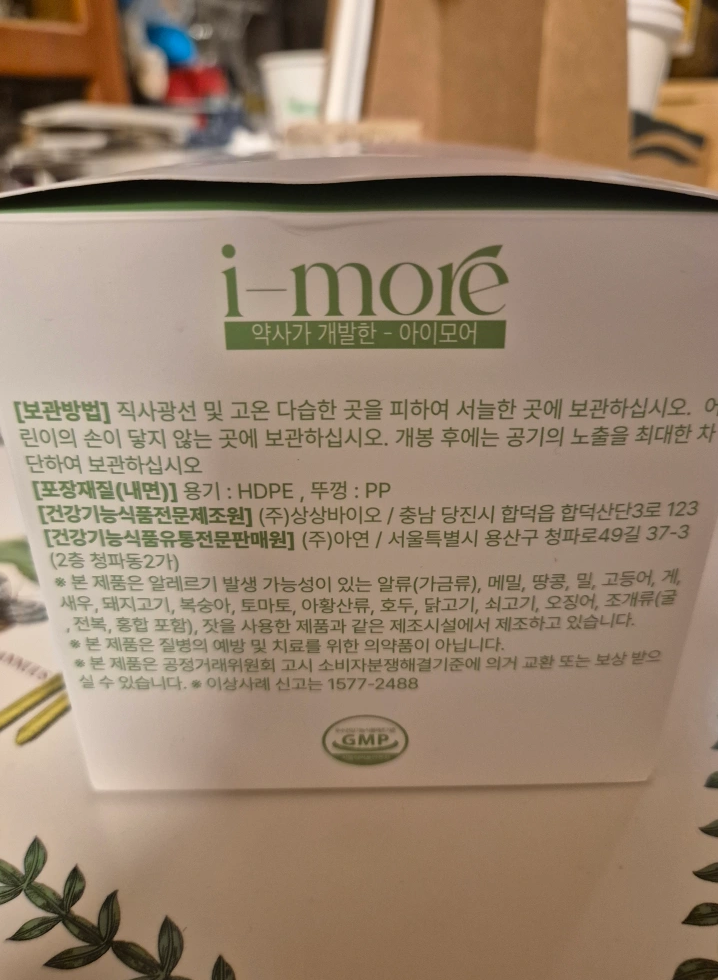 i-moré
약사가 개발한 - 아이모어
[보관방법] 직사광선 및 고온 다습한 곳을 피하여 서늘한 곳에 보관하십시오. 어
린이의 손이 닿지 않는 곳에 보관하십시오. 개봉 후에는 공기의 노출을 최대한 차
단하여 보관하십시오
[포장재질(내면)] 용기 : HDPE , 뚜껑 : PP
[건강기능식품전문제조원] (주)상상바이오 / 충남 당진시 합덕읍 합덕산단3로 123
[건강기능식품유통전문판매원] (주)아연 / 서울특별시 용산구 청파로49길 37-3
(2층 청파동2가)
※ 본 제품은 알레르기 발생 가능성이 있는 알류(가금류), 메밀, 땅콩, 밀, 고등어, 게,
새우, 돼지고기, 복숭아, 토마토, 아황산류, 호두, 닭고기, 쇠고기, 오징어, 조개류(굴
, 전복, 홍합 포함), 잣을 사용한 제품과 같은 제조시설에서 제조하고 있습니다.
※ 본 제품은 질병의 예방 및 치료를 위한 의약품이 아닙니다.
※ 본 제품은 공정거래위원회 고시 소비자분쟁해결기준에 의거 교환 또는 보상 받으
실 수 있습니다. ※ 이상사례 신고는 1577-2488
GMP